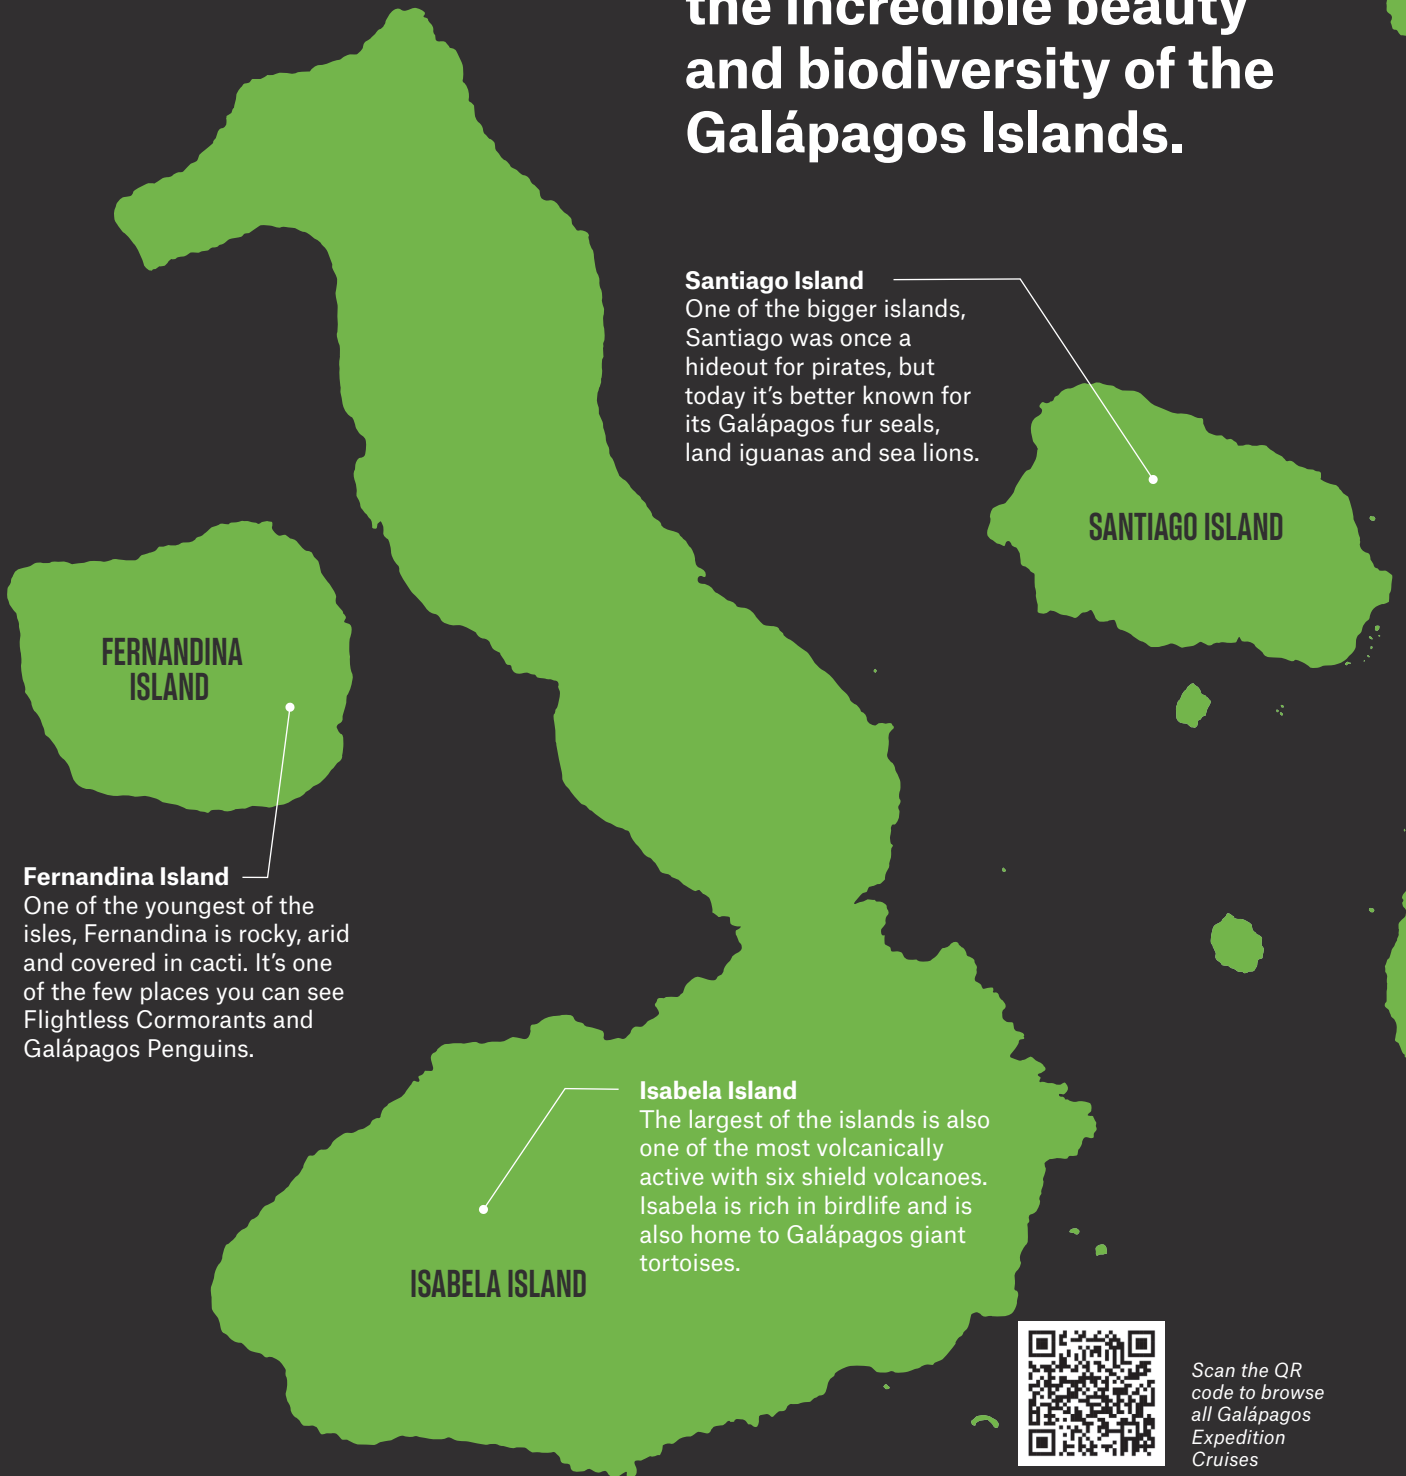 the incredible beauty
and biodiversity of the
Galápagos Islands.
Santiago Island
One of the bigger islands,
Santiago was once a
hideout for pirates, but
today it’s better known for
its Galápagos fur seals,
land iguanas and sea lions.
SANTIAGO ISLAND
FERNANDINA
ISLAND
Fernandina Island
One of the youngest of the
isles, Fernandina is rocky, arid
and covered in cacti. It’s one
of the few places you can see
Flightless Cormorants and
Galápagos Penguins.
Isabela Island
The largest of the islands is also
one of the most volcanically
active with six shield volcanoes.
Isabela is rich in birdlife and is
also home to Galápagos giant
tortoises.
ISABELA ISLAND
Scan the QR
code to browse
all Galápagos
Expedition
Cruises